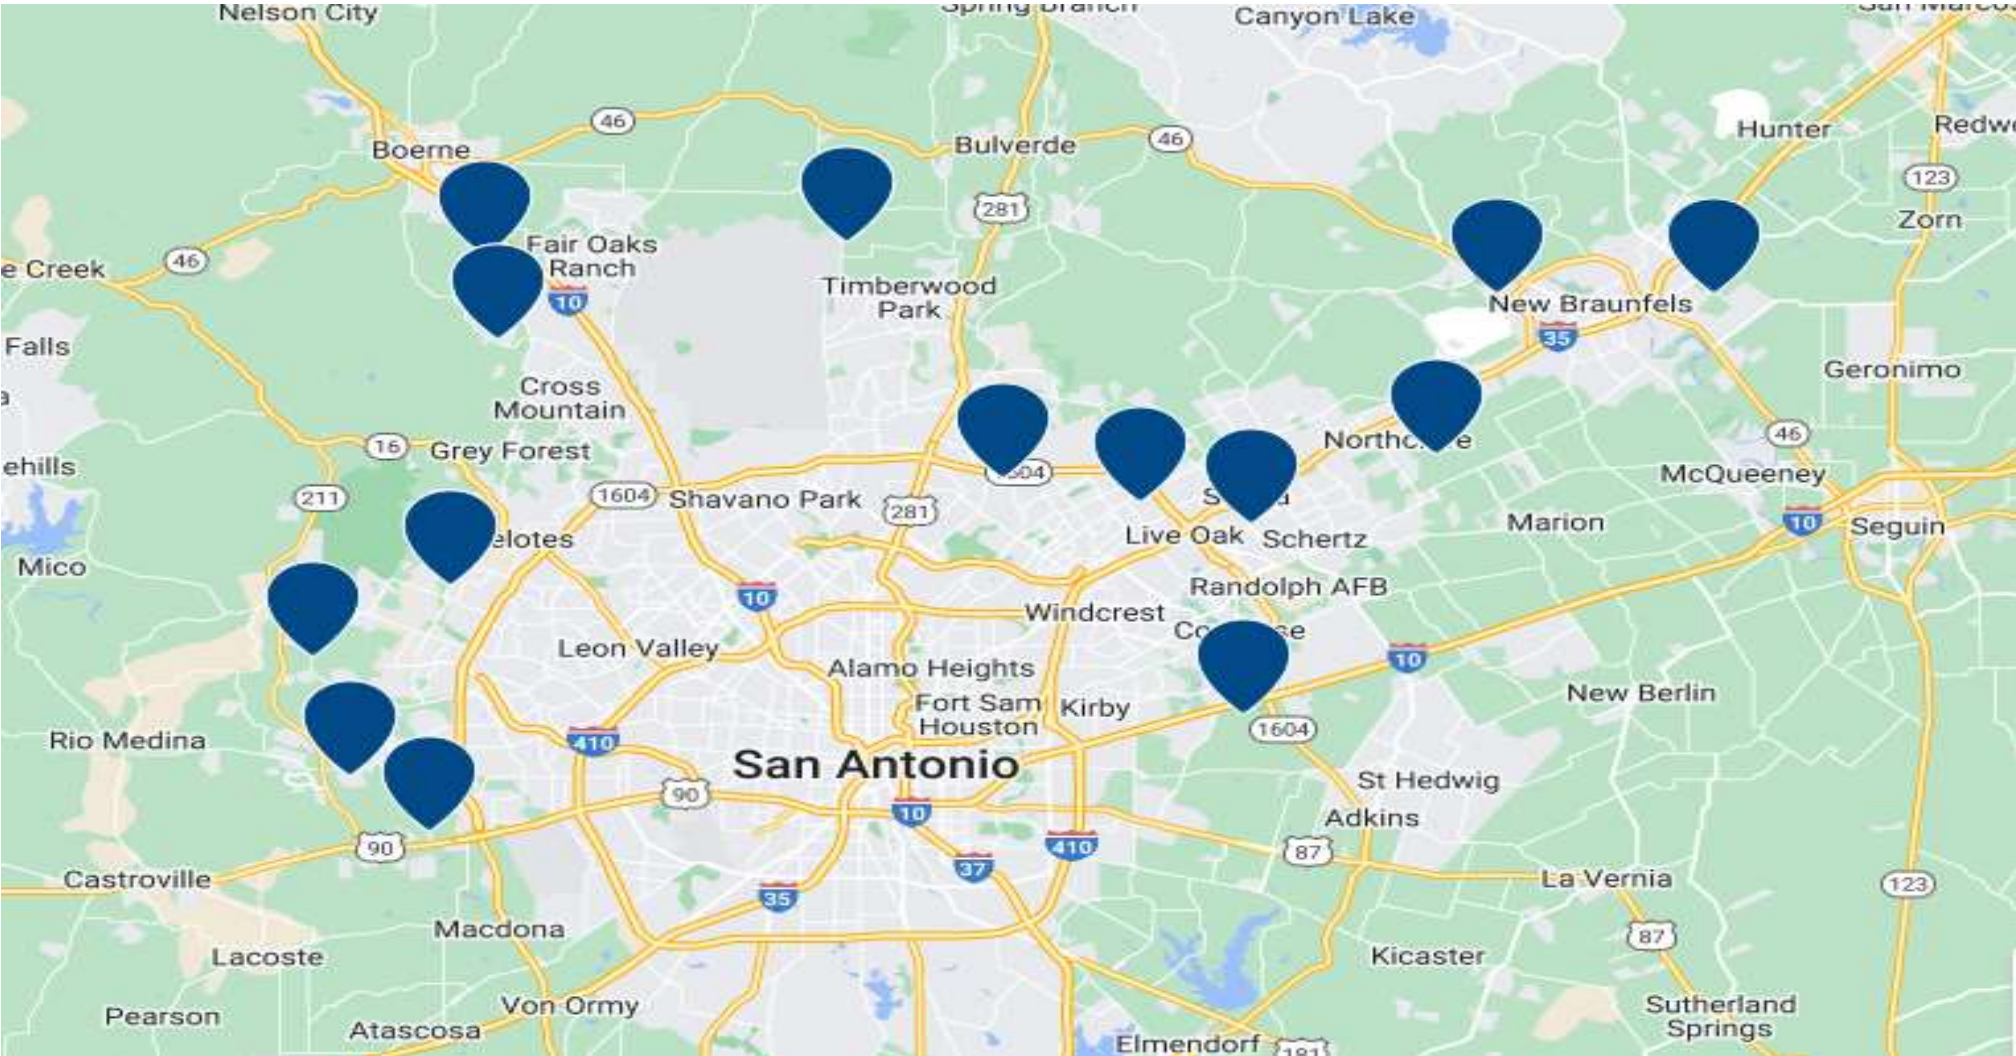 Nelson City
Spring Branch
Canyon Lake
Boerne
46
Bulverde
46
Hunter
123
Zorn
281
Fair Oaks
Ranch
e Creek
46
10
Timberwood
Park
New Braunfels
35
Falls
Geronimo
Cross
Mountain
16
Grey Forest
46
ehills
McQueeney
211
1604
Shavano Park
281
10
Seguin
Marion
Live Oak
Schertz
elotes
Mico
Randolph AFB
10
Windcrest
Leon Valley
Alamo Heights
10
New Berlin
Fort Sam
Houston
Kirby
Rio Medina
410
1604
San Antonio
St Hedwig
90
10
Adkins
90
410
87
37
Castroville
35
La Vernia
123
Macdona
87
Lacoste
Kicaster
Von Ormy
Pearson
Atascosa
Sutherland
Springs
Elmendorf
181